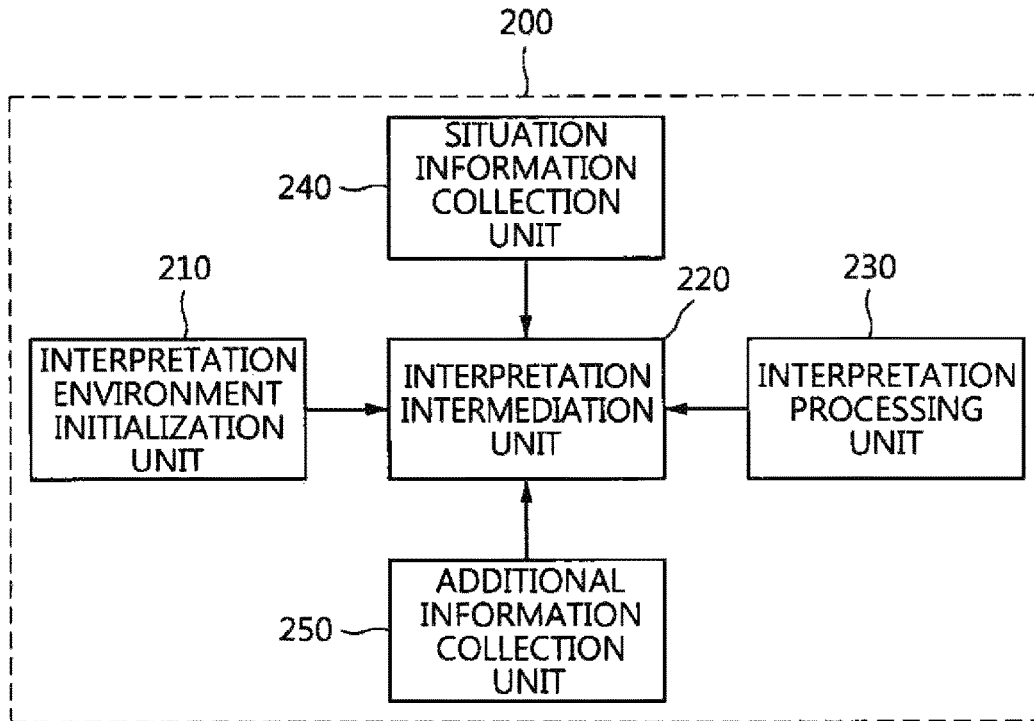 200
SITUATION
INFORMATION
COLLECTION
UNIT
240
210
220
230
INTERPRETATION
ENVIRONMENT
INITIALIZATION
UNIT
INTERPRETATION
INTERMEDIATION
UNIT
INTERPRETATION
PROCESSING
UNIT
ADDITIONAL
INFORMATION
COLLECTION
UNIT
250